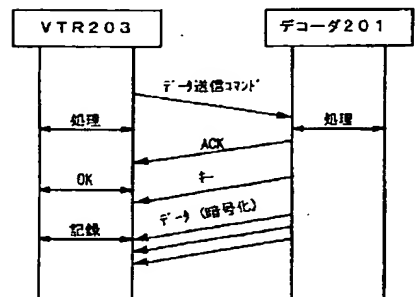 VTR203
デコーダ201
データ送信コマンド
処理
処理
ACK
OK
キー
データ (暗号化)
記録